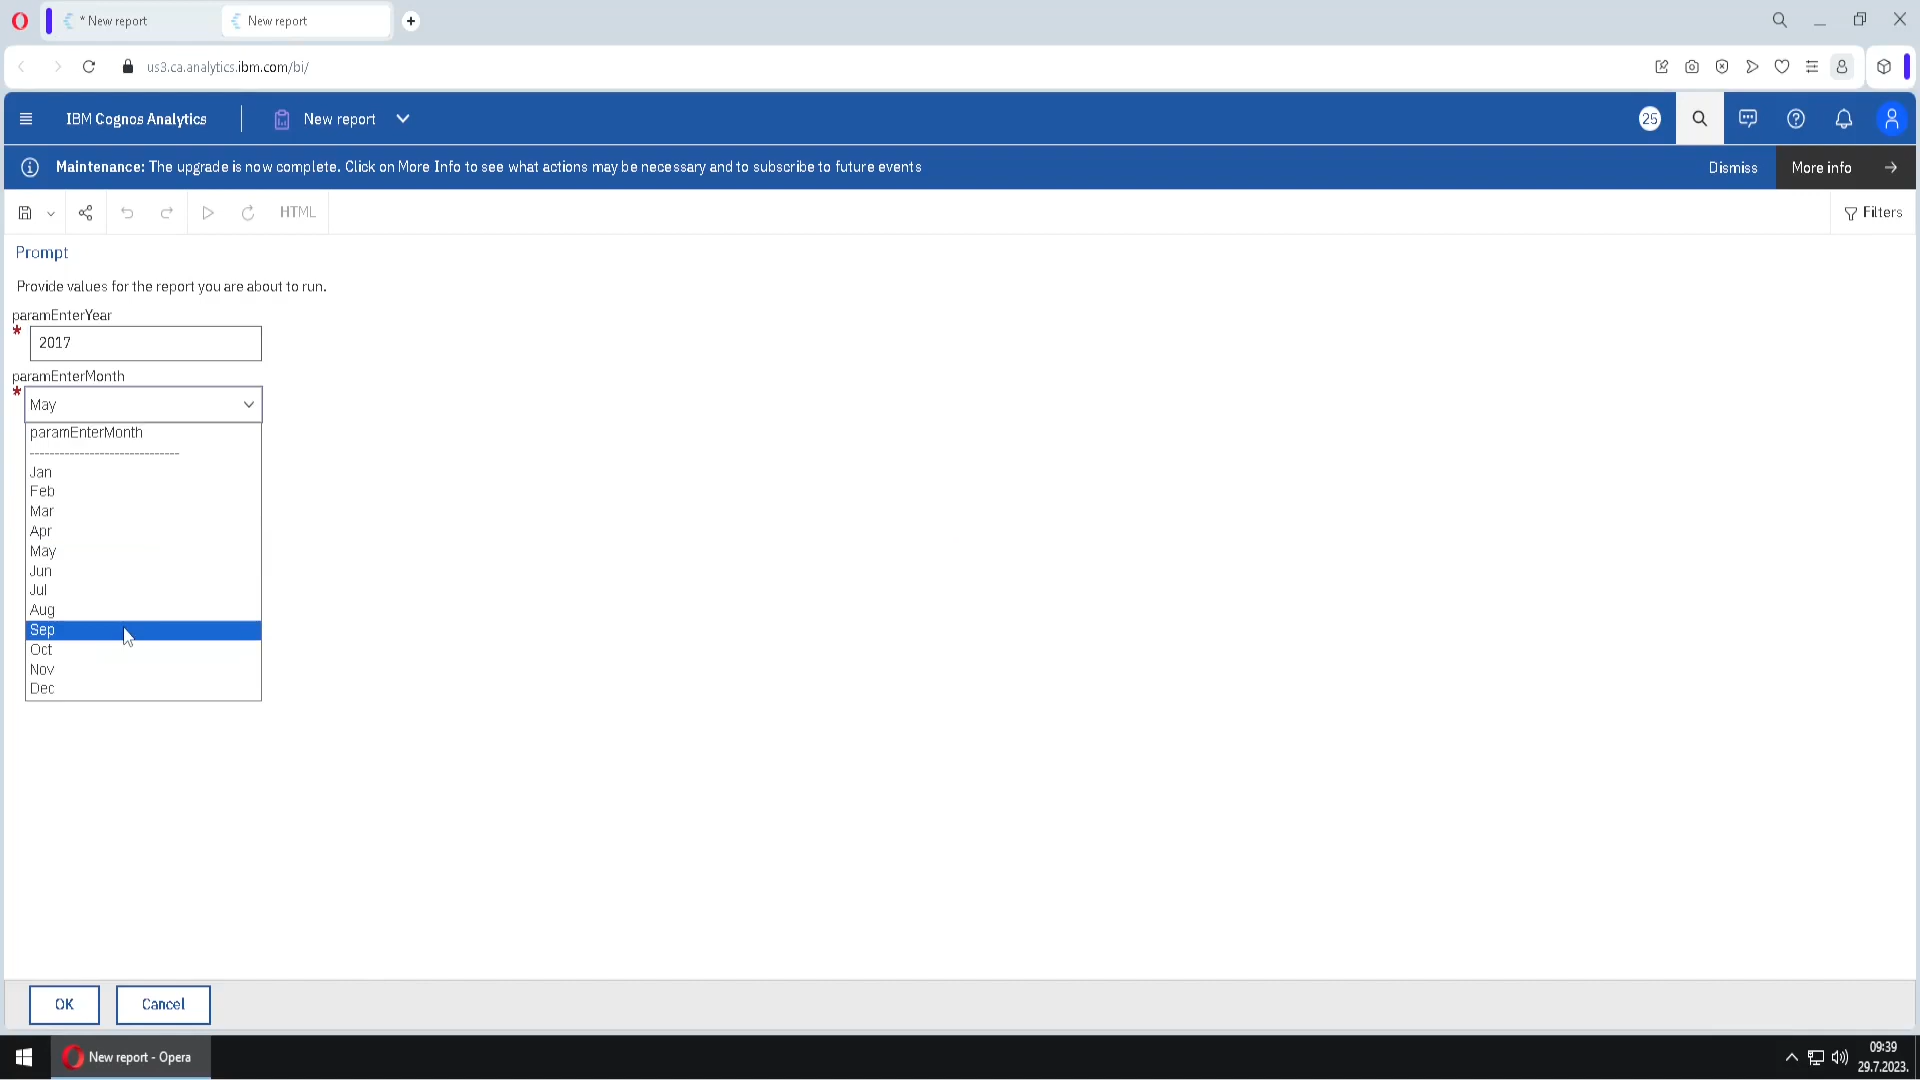 * New report
New report
us3.ca.analytics.ibm.com/bi/
IBM Cognos Analytics
New report
25
Maintenance: The upgrade is now complete. Click on More Info to see what actions may be necessary and to subscribe to future events
Dismiss
More info
HTML
Filters
Prompt
Provide values for the report you are about to run.
paramEnterYear
*
2017
paramEnterMonth
*
May
paramEnterMonth
------------------------------
Jan
Feb
Mar
Apr
May
Jun
Jul
Aug
Sep
Oct
Nov
Dec
OK
Cancel
New report - Opera
09:39
29.7.2023.